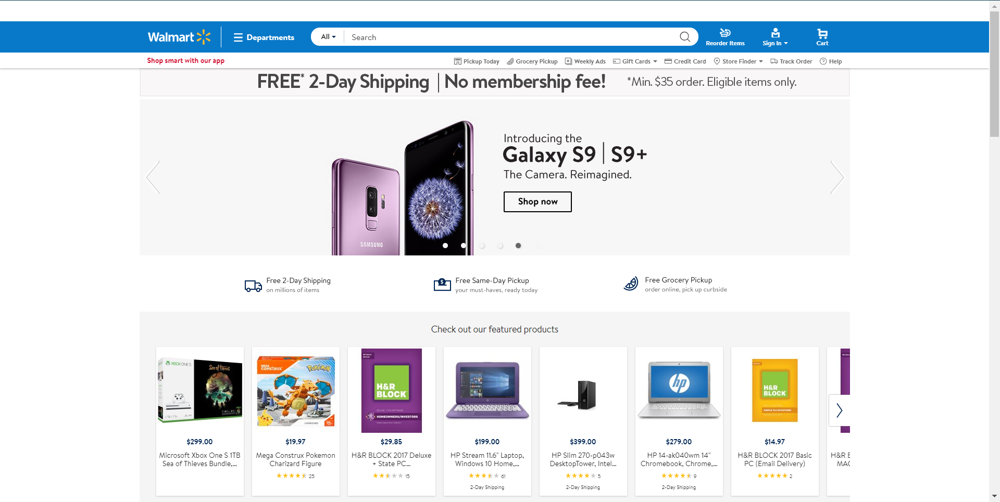 Walmart
Departments
All
Search
Reorder Items
Sign In
Cart
Shop smart with our app
Pickup Today
Grocery Pickup
Weekly Ads
Gift Cards
Credit Card
Store Finder
Track Order
Help
FREE* 2-Day Shipping | No membership fee! *Min. $35 order. Eligible items only.
Introducing the
Galaxy S9 | S9+
The Camera. Reimagined.
Shop now
SAMSUNG
Free 2-Day Shipping
on millions of items
Free Same-Day Pickup
your must-haves, ready today
Free Grocery Pickup
order online, pick up curbside
Check out our featured products
XBOX ONE S
Sea of Thieves
$299.00
Microsoft Xbox One S 1TB
Sea of Thieves Bundle,...
MEGA
CONSTRUX
POKéMON
CHARIZARD
$19.97
Mega Construx Pokemon
Charizard Figure
25
H&R
BLOCK
HOMEOWNERS/INVESTORS
$29.85
H&R BLOCK 2017 Deluxe
+ State PC...
15
$199.00
HP Stream 11.6" Laptop,
Windows 10 Home,...
61
2-Day Shipping
$399.00
HP Slim 270-p043w
DesktopTower, Intel...
5
2-Day Shipping
hp
$279.00
HP 14-ak040wm 14"
Chromebook, Chrome,...
9
2-Day Shipping
H&R
BLOCK
SIMPLE TAX SITUATIONS
$14.97
H&R BLOCK 2017 Basic
PC (Email Delivery)
2
H&R
MAC